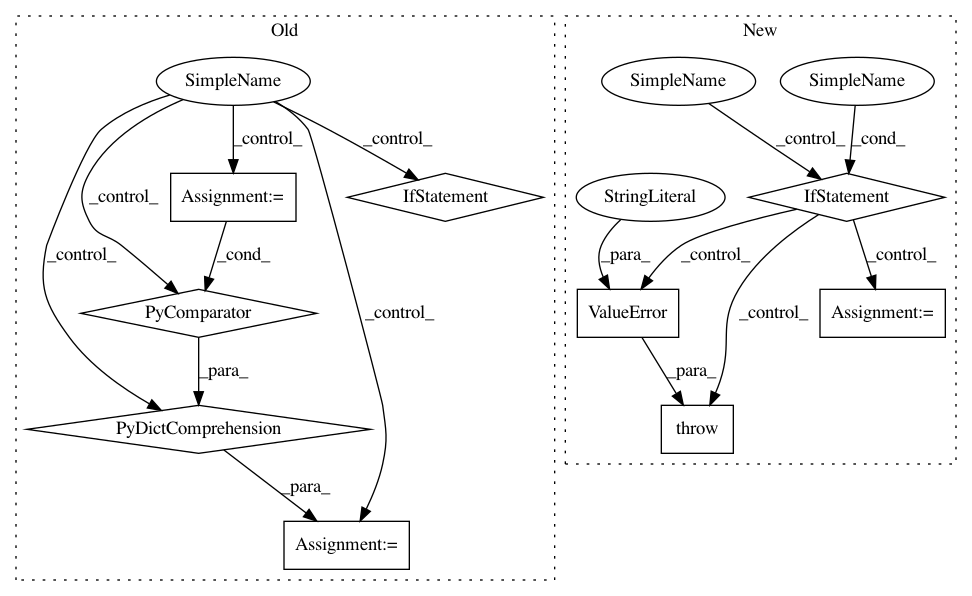 Old
New
SimpleName
SimpleName
SimpleName
_control_
_control_
_control_
_cond_
Assignment:=
IfStatement
StringLiteral
IfStatement
_control_
_control_
_cond_
_para_
_control_
_control_
PyComparator
_control_
ValueError
_control_
Assignment:=
_para_
_para_
PyDictComprehension
throw
_para_
Assignment:=